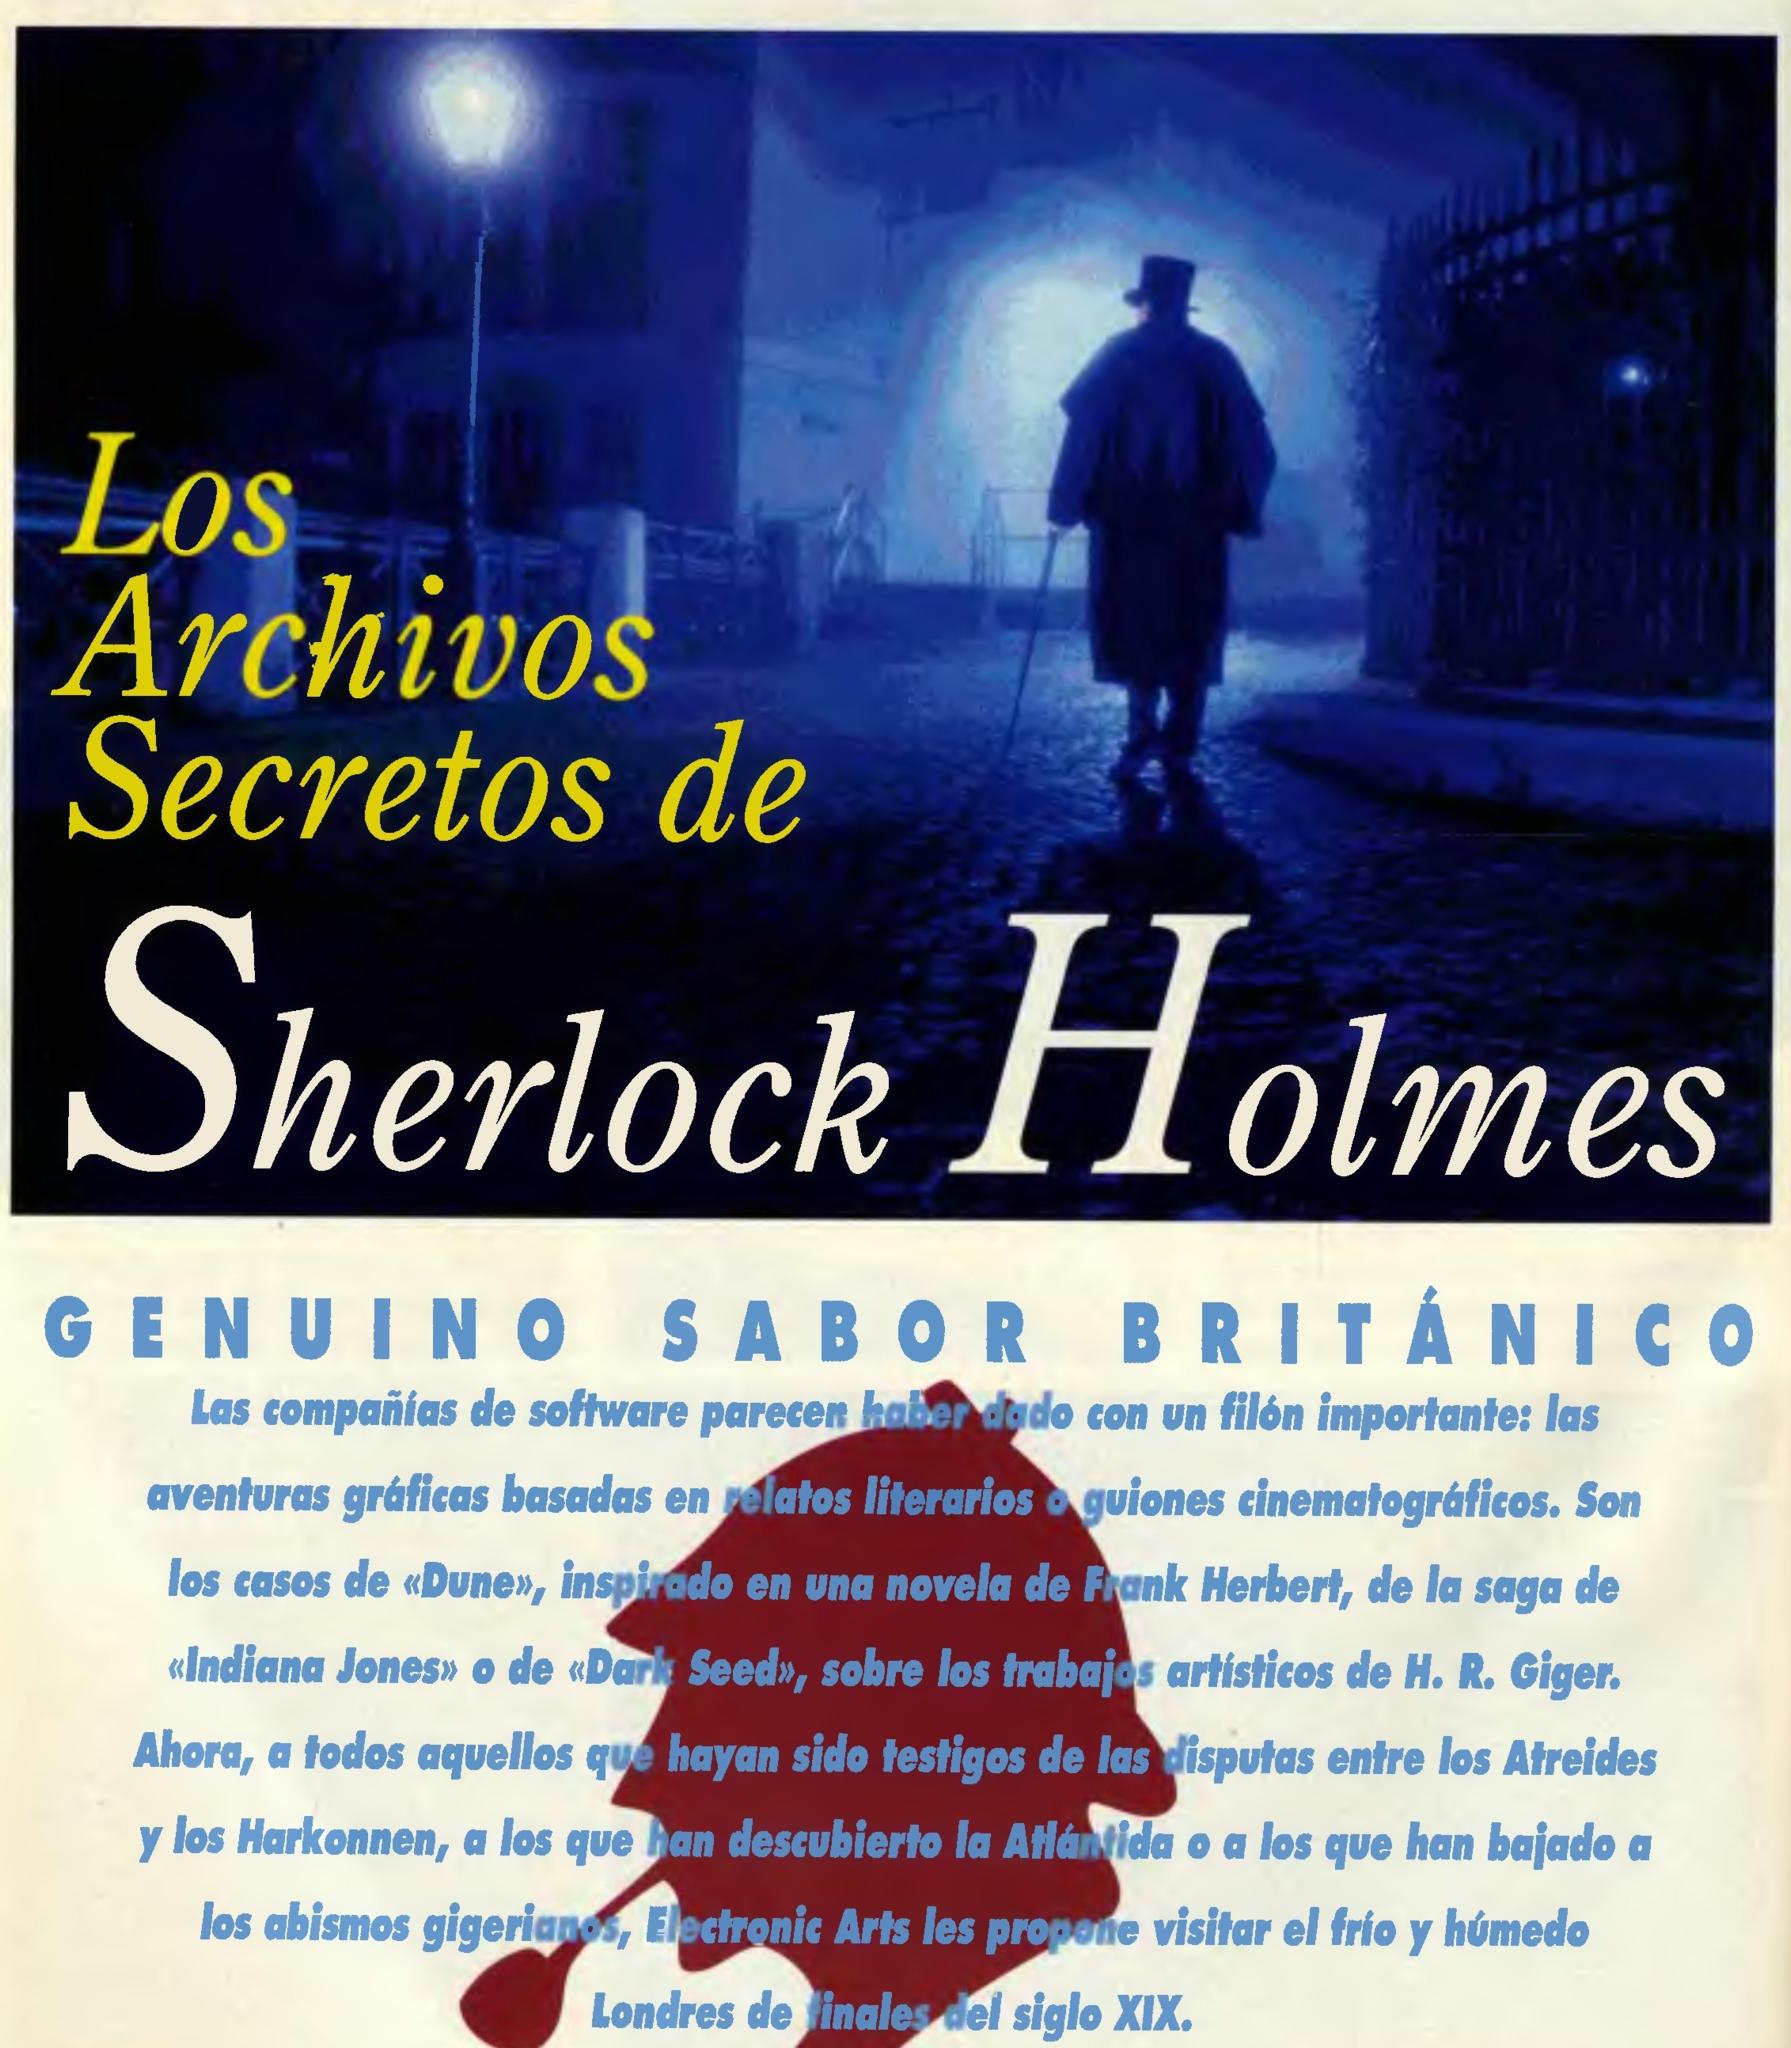 Los
Archivos
Secretos de
Sherlock Holmes
GENUINO SABOR BRITÁNICO
Las compañías de software parecen haber dado con un filón importante: las
aventuras gráficas basadas en relatos literarios o guiones cinematográficos. Son
los casos de «Dune», inspirado en una novela de Frank Herbert, de la saga de
«Indiana Jones» o de «Dark Seed», sobre los trabajos artísticos de H. R. Giger.
Ahora, a todos aquellos que hayan sido testigos de las disputas entre los Atreides
y los Harkonnen, a los que han descubierto la Atlántida o a los que han bajado a
los abismos gigerianos, Electronic Arts les propone visitar el frío y húmedo
Londres de finales del siglo XIX.